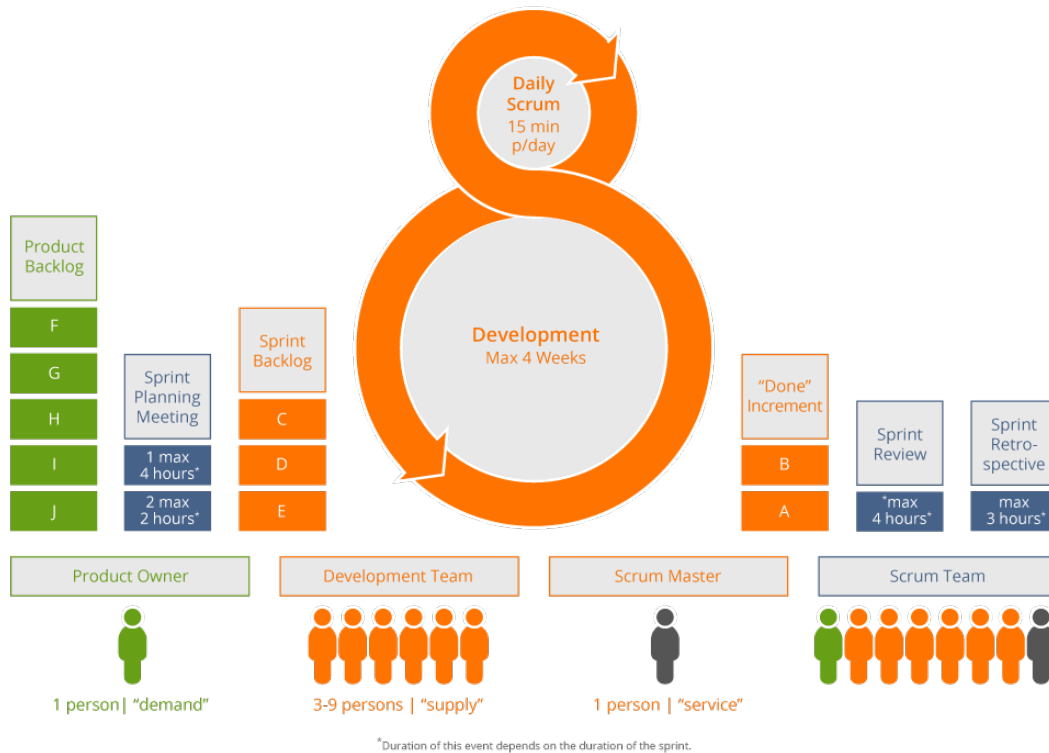 Daily
Scrum
15 min
p/day
Product
Backlog
F
G
H
I
J
Sprint
Planning
Meeting
1 max
4 hours*
2 max
2 hours*
Sprint
Backlog
C
D
E
Development
Max 4 Weeks
“Done”
Increment
B
A
Sprint
Review
*max
4 hours*
Sprint
Retro-
spective
max
3 hours*
Product Owner
1 person| “demand”
Development Team
3-9 persons | “supply”
Scrum Master
1 person | “service”
Scrum Team
*Duration of this event depends on the duration of the sprint.